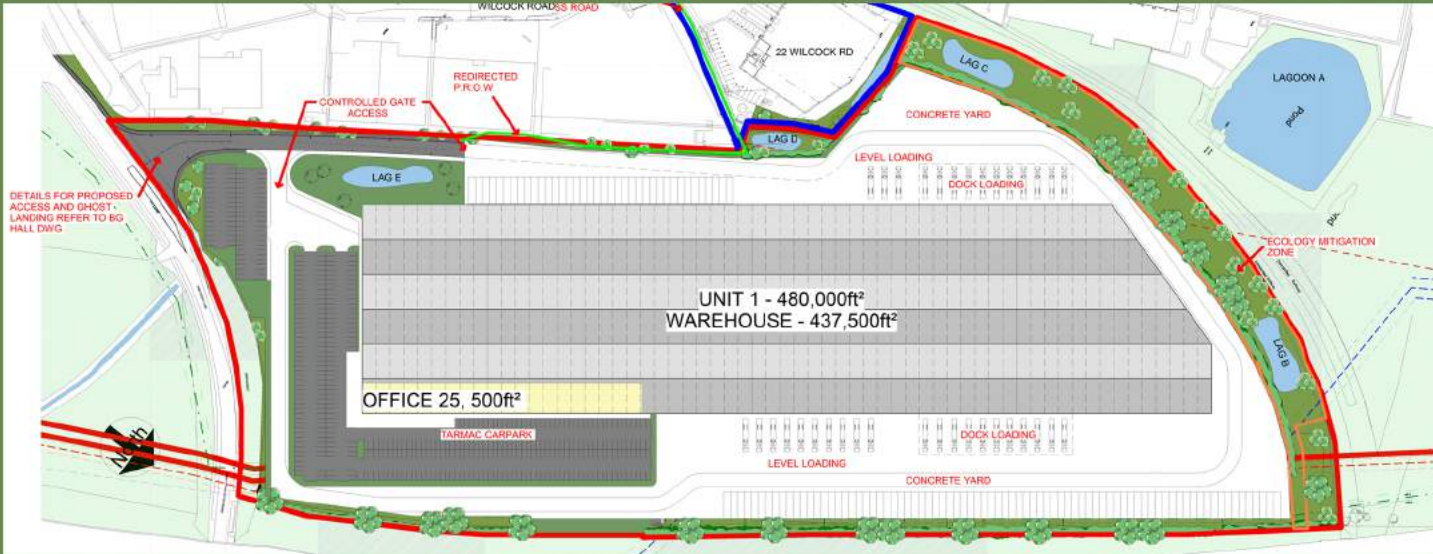 WILCOCK ROADSS ROAD
22 WILCOCK RD
LAG C
LAGOON A
Pond
REDIRECTED
P.R.O.W
CONTROLLED GATE
ACCESS
CONCRETE YARD
LAG D
LEVEL LOADING
LAG E
DOCK LOADING
DETAILS FOR PROPOSED
ACCESS AND GHOST
LANDING REFER TO BG
HALL DWG
ECOLOGY MITIGATION
ZONE
UNIT 1 - 480,000ft²
WAREHOUSE - 437,500ft²
LAG B
OFFICE 25, 500ft²
TARMAC CARPARK
North
DOCK LOADING
LEVEL LOADING
CONCRETE YARD